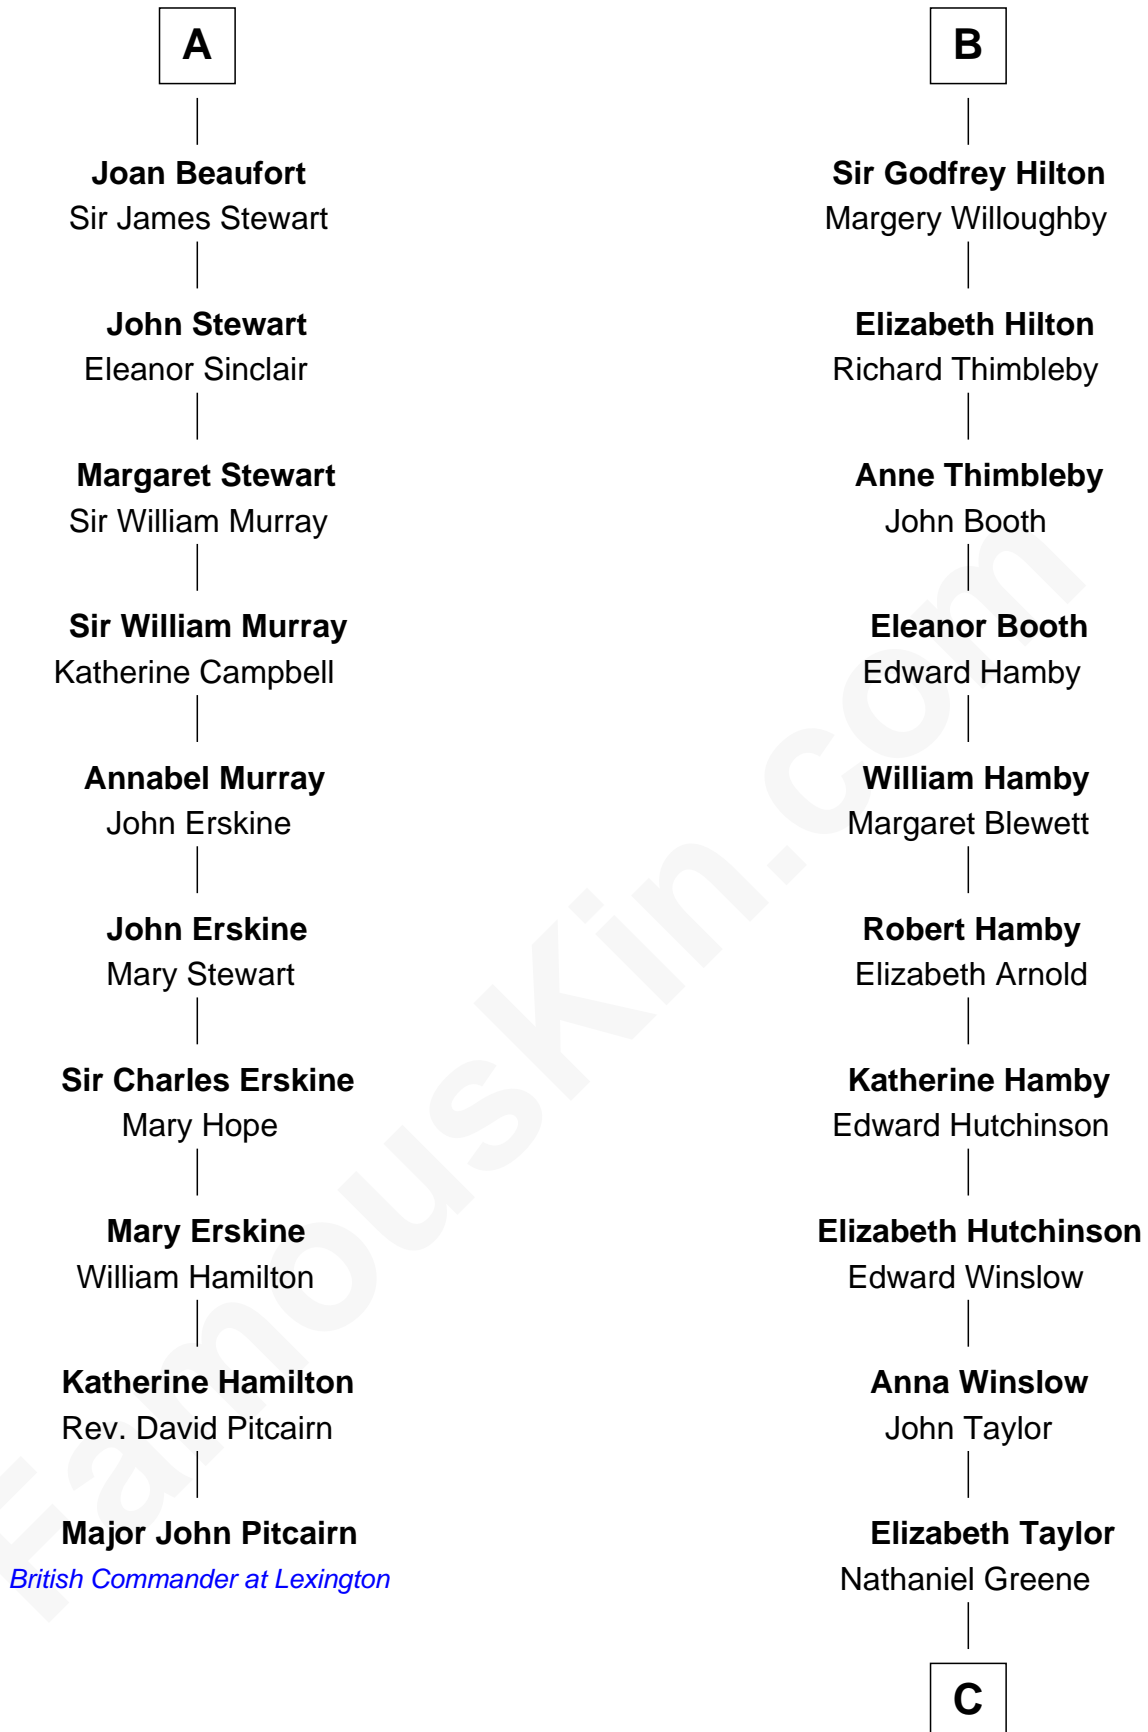 A
Joan Beaufort
Sir James Stewart
John Stewart
Eleanor Sinclair
Margaret Stewart
Sir William Murray
Sir William Murray
Katherine Campbell
Annabel Murray
John Erskine
John Erskine
Mary Stewart
Sir Charles Erskine
Mary Hope
Mary Erskine
William Hamilton
Katherine Hamilton
Rev. David Pitcairn
Major John Pitcairn
British Commander at Lexington
B
Sir Godfrey Hilton
Margery Willoughby
Elizabeth Hilton
Richard Thimbleby
Anne Thimbleby
John Booth
Eleanor Booth
Edward Hamby
William Hamby
Margaret Blewett
Robert Hamby
Elizabeth Arnold
Katherine Hamby
Edward Hutchinson
Elizabeth Hutchinson
Edward Winslow
Anna Winslow
John Taylor
Elizabeth Taylor
Nathaniel Greene
C
FamousKin.com